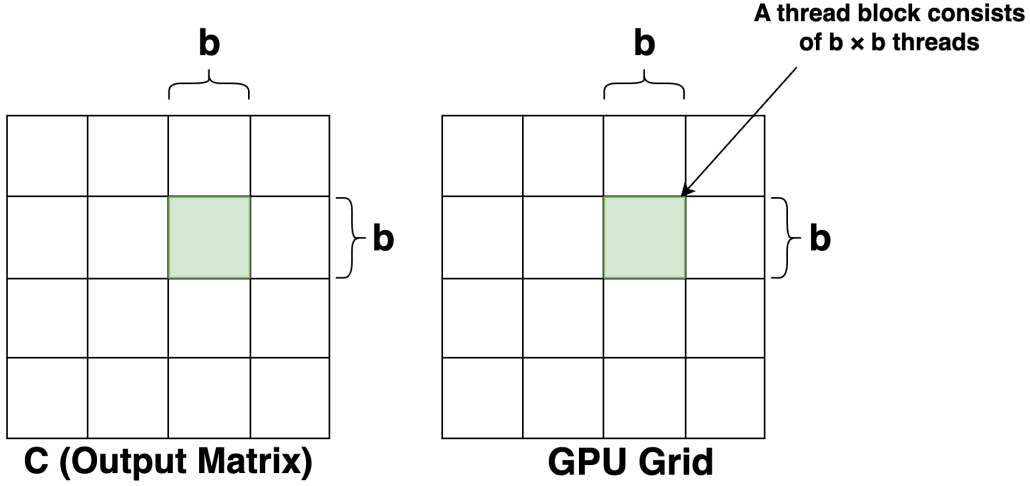 A thread block consists
of b × b threads
b
b
b
b
C (Output Matrix)
GPU Grid